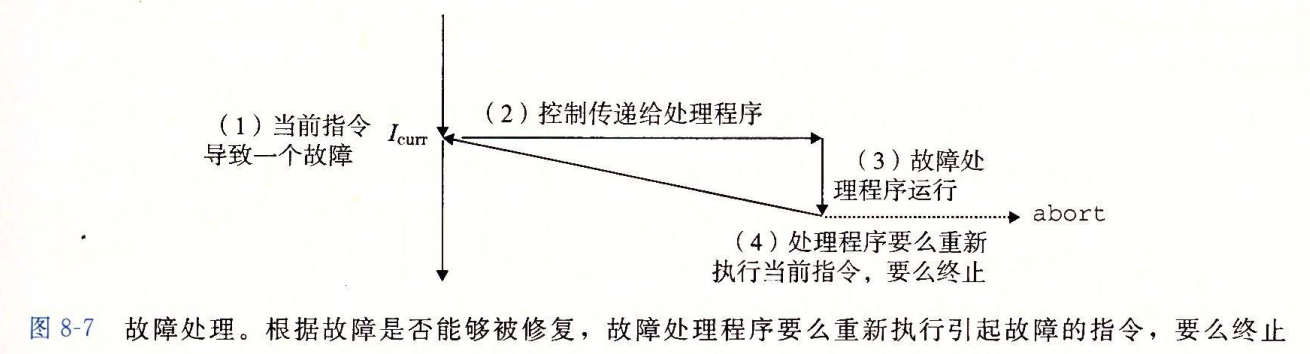 （1）当前指令
导致一个故障
Icurr
（2）控制传递给处理程序
（3）故障处
理程序运行
abort
（4）处理程序要么重新
执行当前指令，要么终止
图 8-7 故障处理。根据故障是否能够被修复，故障处理程序要么重新执行引起故障的指令，要么终止